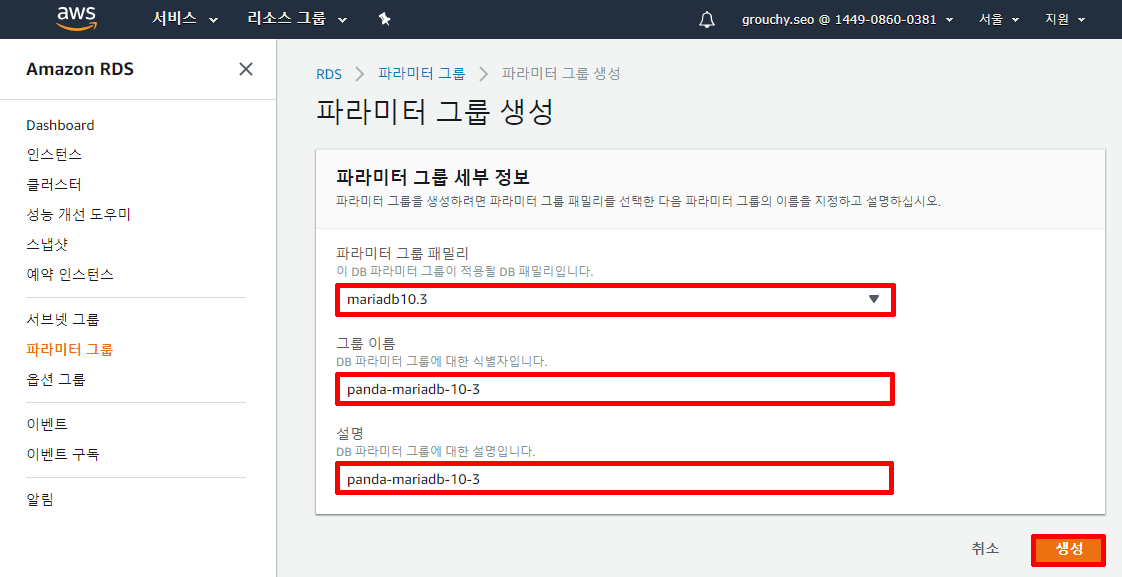 aws 서비스 리소스 그룹 grouchy.seo @ 1449-0860-0381 서울 지원
Amazon RDS
Dashboard
인스턴스
클러스터
성능 개선 도우미
스냅샷
예약 인스턴스
서브넷 그룹
파라미터 그룹
옵션 그룹
이벤트
이벤트 구독
알림
RDS 파라미터 그룹 파라미터 그룹 생성
파라미터 그룹 생성
파라미터 그룹 세부 정보
파라미터 그룹을 생성하려면 파라미터 그룹 패밀리를 선택한 다음 파라미터 그룹의 이름을 지정하고 설명하십시오.
파라미터 그룹 패밀리
이 DB 파라미터 그룹이 적용될 DB 패밀리입니다.
mariadb10.3
그룹 이름
DB 파라미터 그룹에 대한 식별자입니다.
panda-mariadb-10-3
설명
DB 파라미터 그룹에 대한 설명입니다.
panda-mariadb-10-3
취소 생성